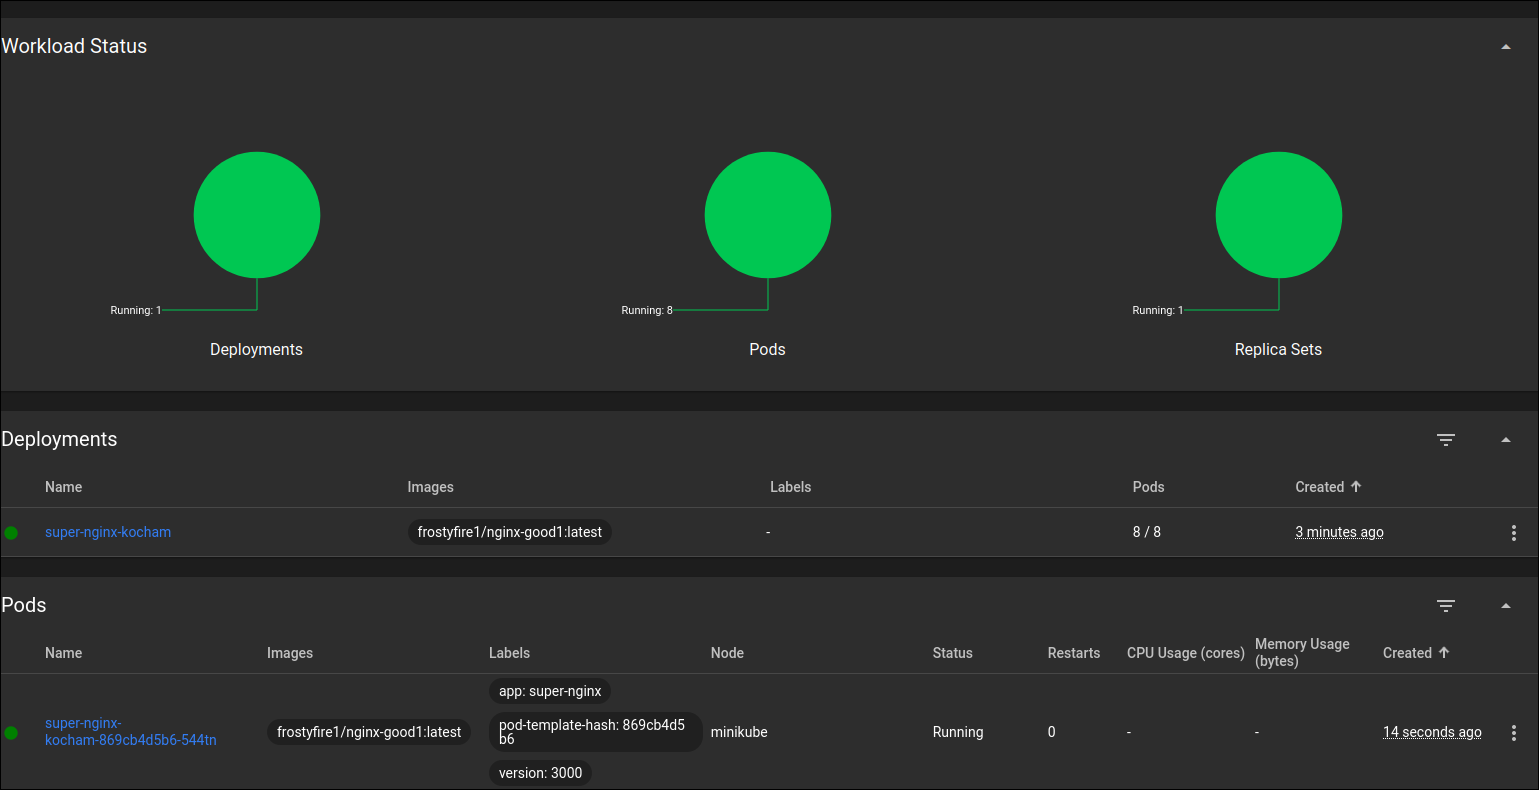 Workload Status
Running: 1
Running: 8
Running: 1
Deployments
Pods
Replica Sets
Deployments
Name
Images
Labels
Pods
Created
super-nginx-kocham
frostyfire1/nginx-good1:latest
-
8 / 8
3 minutes ago
Pods
Name
Images
Labels
Node
Status
Restarts
CPU Usage (cores)
Memory Usage
(bytes)
Created
super-nginx-
kocham-869cb4d5b6-544tn
frostyfire1/nginx-good1:latest
app: super-nginx
pod-template-hash: 869cb4d5
b6
version: 3000
minikube
Running
0
-
-
14 seconds ago